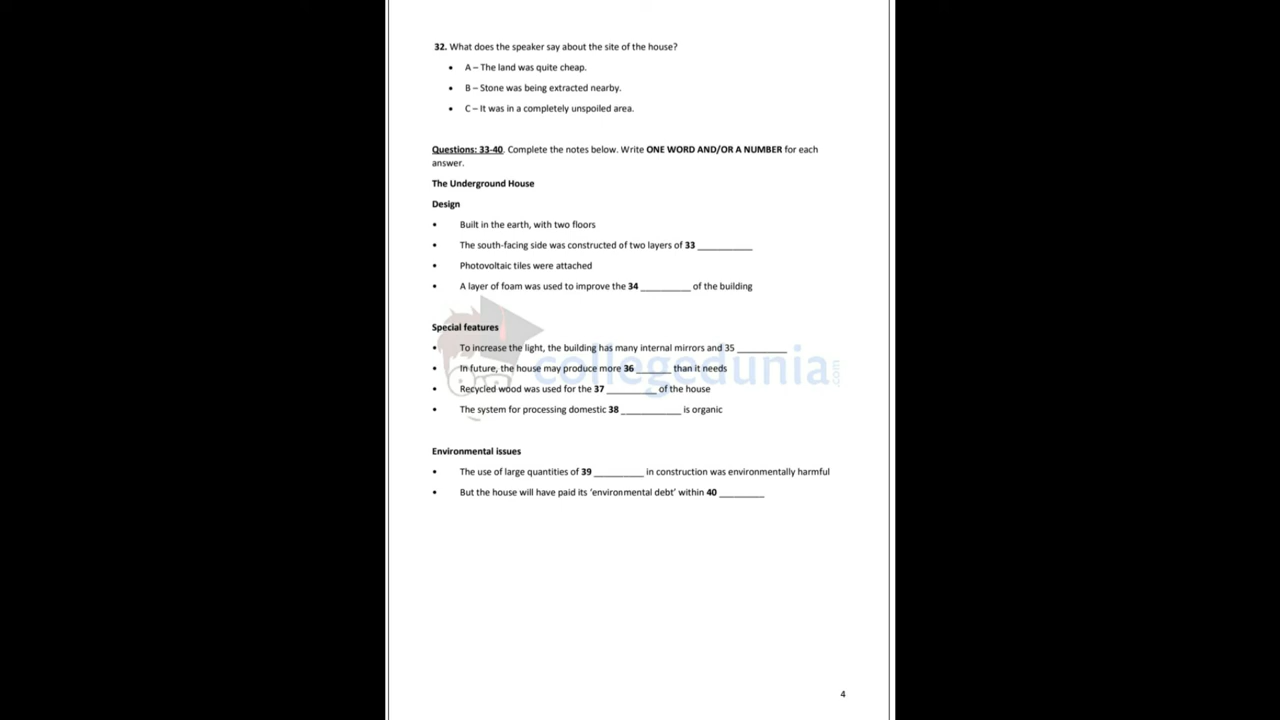 32. What does the speaker say about the site of the house?
• A – The land was quite cheap.
• B – Stone was being extracted nearby.
• C – It was in a completely unspoiled area.
Questions: 33-40. Complete the notes below. Write ONE WORD AND/OR A NUMBER for each
answer.
The Underground House
Design
• Built in the earth, with two floors
• The south-facing side was constructed of two layers of 33 ___________
• Photovoltaic tiles were attached
• A layer of foam was used to improve the 34 __________ of the building
Special features
• To increase the light, the building has many internal mirrors and 35 __________
• In future, the house may produce more 36 _______ than it needs
• Recycled wood was used for the 37 __________ of the house
• The system for processing domestic 38 ____________ is organic
collegedunia.com
Environmental issues
• The use of large quantities of 39 __________ in construction was environmentally harmful
• But the house will have paid its ‘environmental debt’ within 40 _________
4